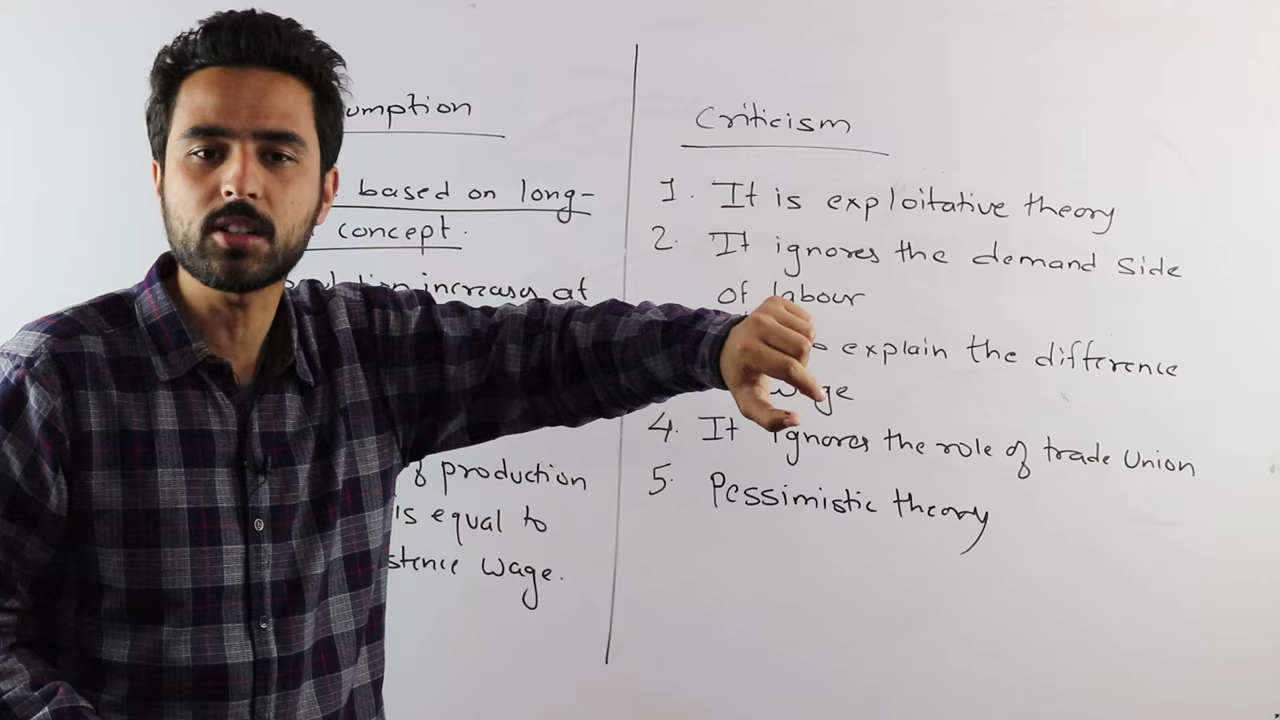 umption
based on long-
concept.
increases at
of production
is equal to
stence wage.
Criticism
1. It is exploitative theory
2. It ignores the demand side
of labour
explain the difference
wage
4. It ignores the role of trade Union
5. Pessimistic theory